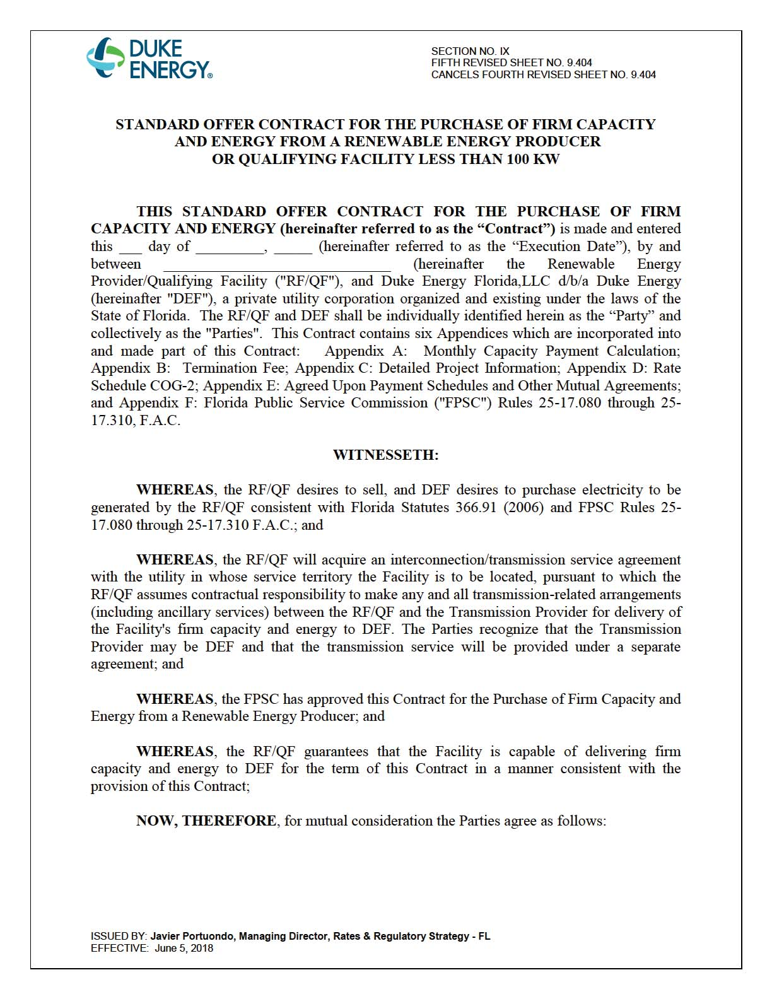 DUKE
ENERGY®
SECTION NO. IX
FIFTH REVISED SHEET NO. 9.404
CANCELS FOURTH REVISED SHEET NO. 9.404
STANDARD OFFER CONTRACT FOR THE PURCHASE OF FIRM CAPACITY
AND ENERGY FROM A RENEWABLE ENERGY PRODUCER
OR QUALIFYING FACILITY LESS THAN 100 KW
THIS STANDARD OFFER CONTRACT FOR THE PURCHASE OF FIRM
CAPACITY AND ENERGY (hereinafter referred to as the “Contract”) is made and entered
this ___ day of _________, _____ (hereinafter referred to as the “Execution Date”), by and
between ______________________________ (hereinafter the Renewable Energy
Provider/Qualifying Facility ("RF/QF"), and Duke Energy Florida,LLC d/b/a Duke Energy
(hereinafter "DEF"), a private utility corporation organized and existing under the laws of the
State of Florida. The RF/QF and DEF shall be individually identified herein as the “Party” and
collectively as the "Parties". This Contract contains six Appendices which are incorporated into
and made part of this Contract: Appendix A: Monthly Capacity Payment Calculation;
Appendix B: Termination Fee; Appendix C: Detailed Project Information; Appendix D: Rate
Schedule COG-2; Appendix E: Agreed Upon Payment Schedules and Other Mutual Agreements;
and Appendix F: Florida Public Service Commission ("FPSC") Rules 25-17.080 through 25-
17.310, F.A.C.
WITNESSETH:
WHEREAS, the RF/QF desires to sell, and DEF desires to purchase electricity to be
generated by the RF/QF consistent with Florida Statutes 366.91 (2006) and FPSC Rules 25-
17.080 through 25-17.310 F.A.C.; and
WHEREAS, the RF/QF will acquire an interconnection/transmission service agreement
with the utility in whose service territory the Facility is to be located, pursuant to which the
RF/QF assumes contractual responsibility to make any and all transmission-related arrangements
(including ancillary services) between the RF/QF and the Transmission Provider for delivery of
the Facility's firm capacity and energy to DEF. The Parties recognize that the Transmission
Provider may be DEF and that the transmission service will be provided under a separate
agreement; and
WHEREAS, the FPSC has approved this Contract for the Purchase of Firm Capacity and
Energy from a Renewable Energy Producer; and
WHEREAS, the RF/QF guarantees that the Facility is capable of delivering firm
capacity and energy to DEF for the term of this Contract in a manner consistent with the
provision of this Contract;
NOW, THEREFORE, for mutual consideration the Parties agree as follows:
ISSUED BY: Javier Portuondo, Managing Director, Rates & Regulatory Strategy - FL
EFFECTIVE: June 5, 2018